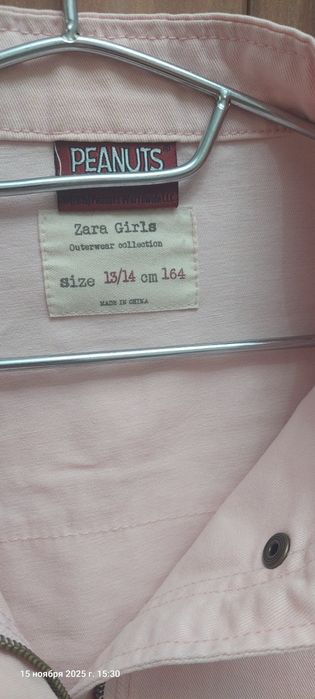 PEANUTS
Zara Girls
Outerwear collection
size 13/14 cm 164
MADE IN CHINA
15 ноября 2025 г. 15:30